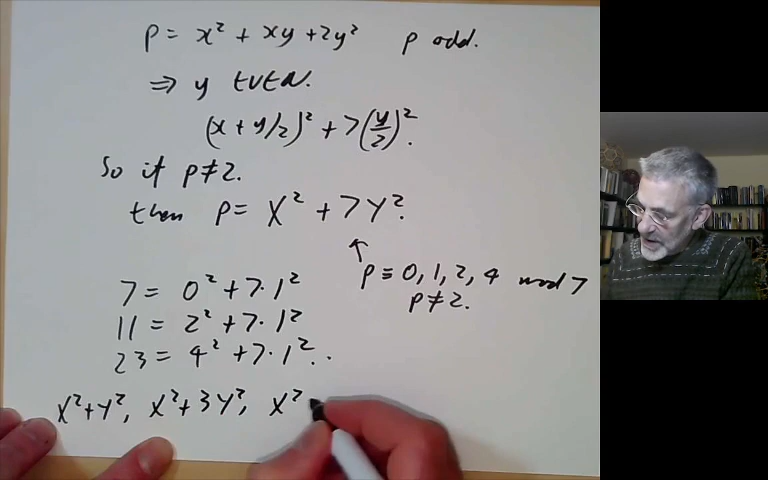 p = x² + xy + 2y² p odd.
⇒ y EVEN.
(x + y/2)² + 7(y/2)².
So if p≠2.
then p = X² + 7Y².
↑
p ≡ 0, 1, 2, 4 mod 7
p≠2.
7 = 0² + 7·1²
11 = 2² + 7·1²
23 = 4² + 7·1²..
X²+Y², X²+3Y², X²